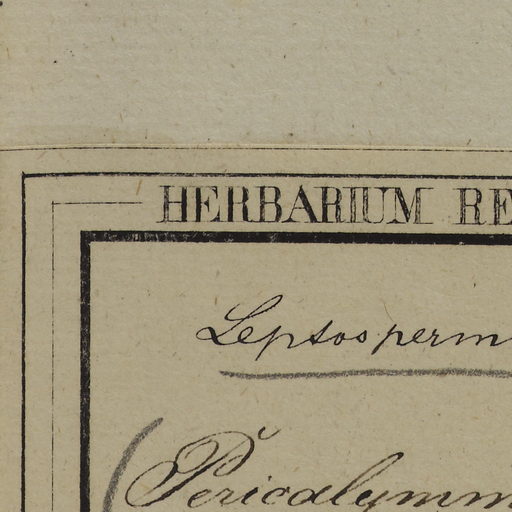 HERBARIUM RE
Leptosperm
(Pericalymm